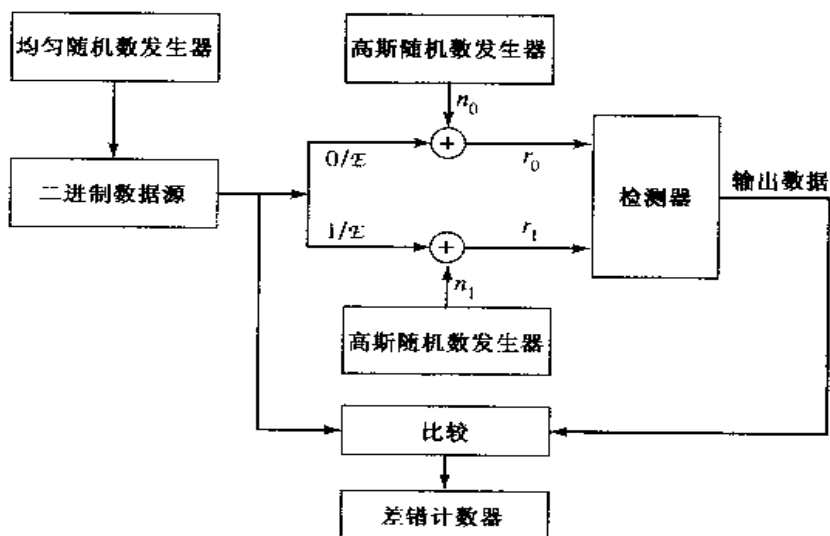 均匀随机数发生器
高斯随机数发生器
n₀
0/ℰ
r₀
二进制数据源
检测器
输出数据
1/ℰ
r₁
n₁
高斯随机数发生器
比较
差错计数器